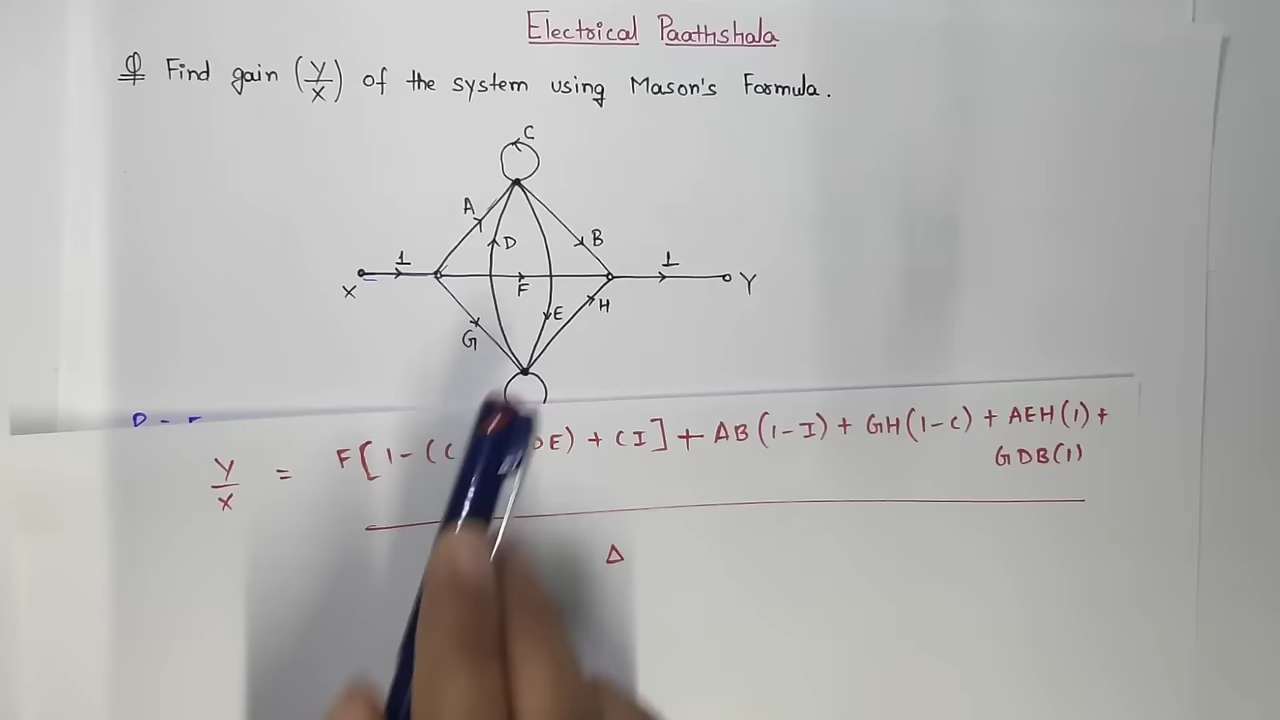 Electrical Paathshala
Q Find gain (Y/X) of the system using Mason's Formula.
C
A
D
B
1
1
X
F
Y
E
H
G
Y/X = F[1-(C DE) + CI] + AB(1-I) + GH(1-C) + AEH(1) +
GDB(1)
Δ